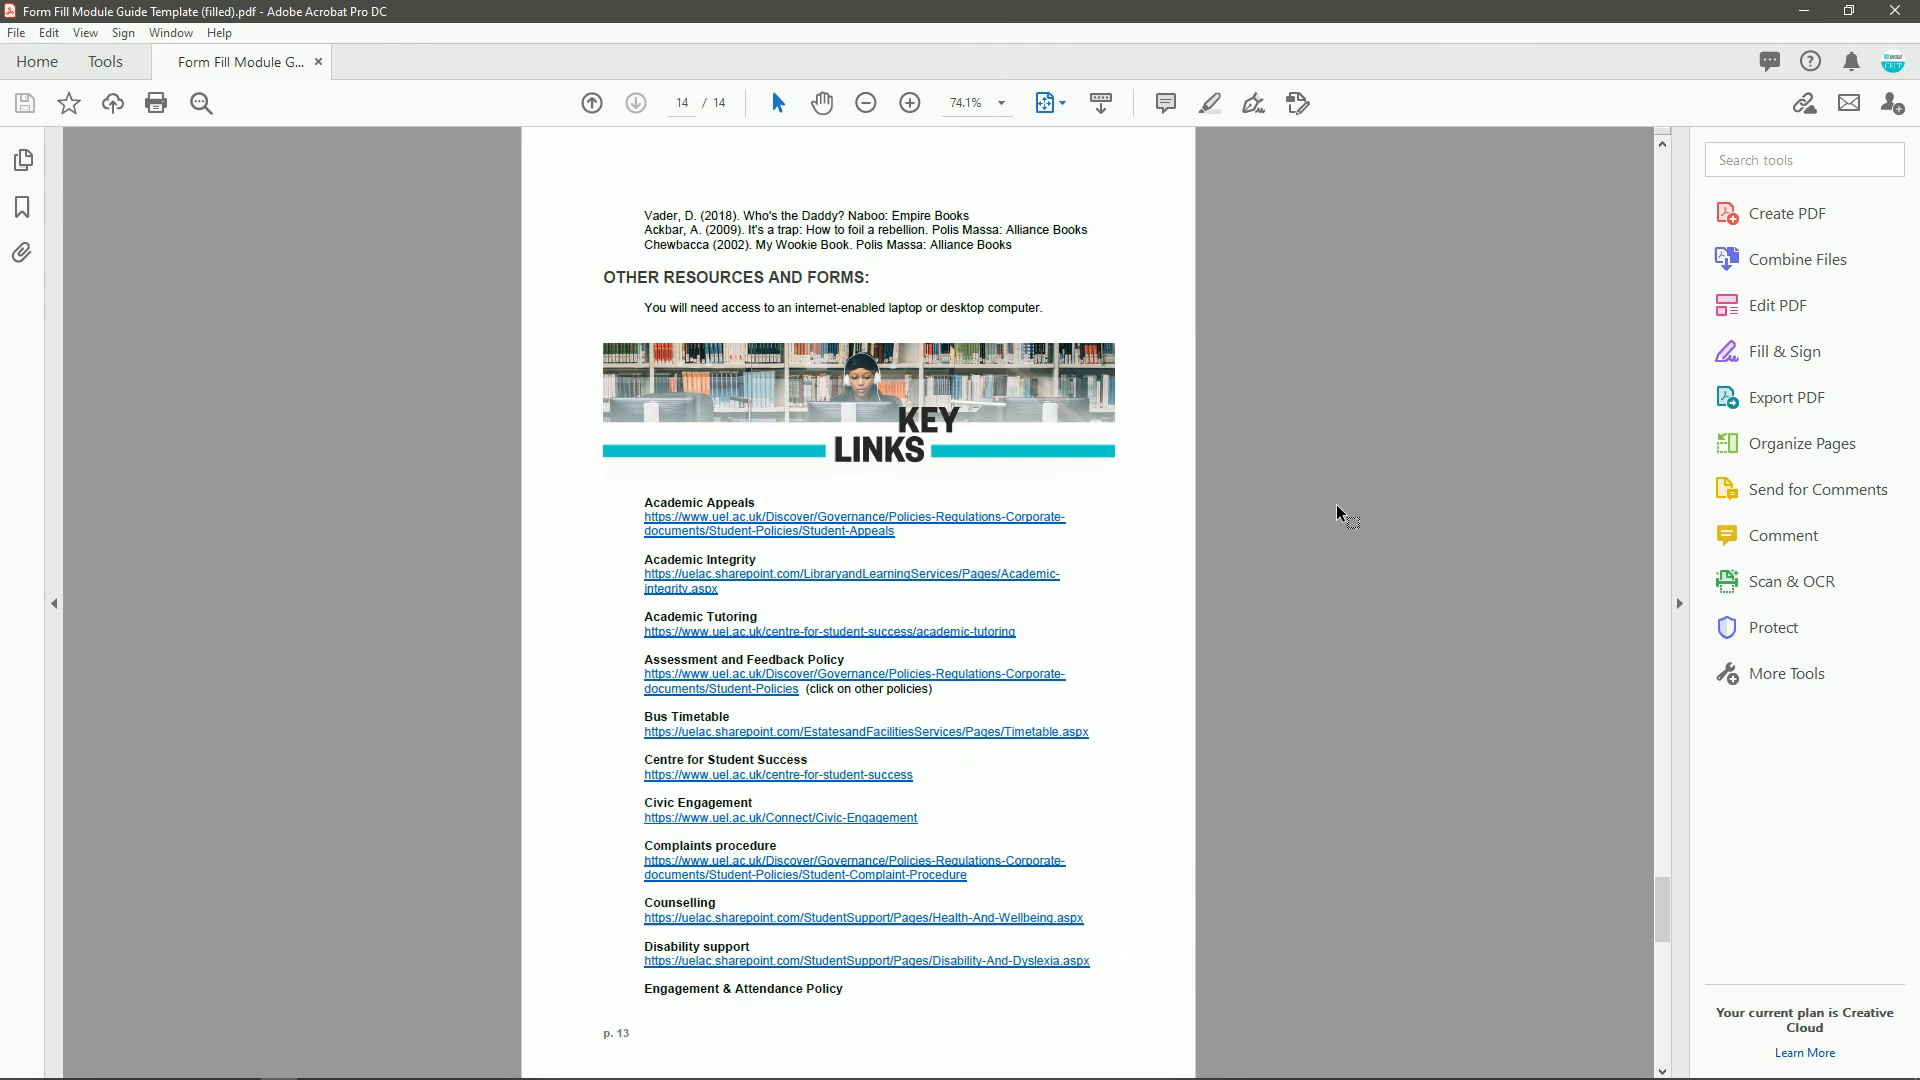 Form Fill Module Guide Template (filled).pdf - Adobe Acrobat Pro DC
File Edit View Sign Window Help
Home Tools Form Fill Module G... ×
14 / 14 74.1%
Search tools
Create PDF
Combine Files
Edit PDF
Fill & Sign
Export PDF
Organize Pages
Send for Comments
Comment
Scan & OCR
Protect
More Tools
Your current plan is Creative
Cloud
Learn More
Vader, D. (2018). Who's the Daddy? Naboo: Empire Books
Ackbar, A. (2009). It's a trap: How to foil a rebellion. Polis Massa: Alliance Books
Chewbacca (2002). My Wookie Book. Polis Massa: Alliance Books
OTHER RESOURCES AND FORMS:
You will need access to an internet-enabled laptop or desktop computer.
KEY
LINKS
Academic Appeals
https://www.uel.ac.uk/Discover/Governance/Policies-Regulations-Corporate-
documents/Student-Policies/Student-Appeals
Academic Integrity
https://uelac.sharepoint.com/LibraryandLearningServices/Pages/Academic-
integrity.aspx
Academic Tutoring
https://www.uel.ac.uk/centre-for-student-success/academic-tutoring
Assessment and Feedback Policy
https://www.uel.ac.uk/Discover/Governance/Policies-Regulations-Corporate-
documents/Student-Policies (click on other policies)
Bus Timetable
https://uelac.sharepoint.com/EstatesandFacilitiesServices/Pages/Timetable.aspx
Centre for Student Success
https://www.uel.ac.uk/centre-for-student-success
Civic Engagement
https://www.uel.ac.uk/Connect/Civic-Engagement
Complaints procedure
https://www.uel.ac.uk/Discover/Governance/Policies-Regulations-Corporate-
documents/Student-Policies/Student-Complaint-Procedure
Counselling
https://uelac.sharepoint.com/StudentSupport/Pages/Health-And-Wellbeing.aspx
Disability support
https://uelac.sharepoint.com/StudentSupport/Pages/Disability-And-Dyslexia.aspx
Engagement & Attendance Policy
p. 13